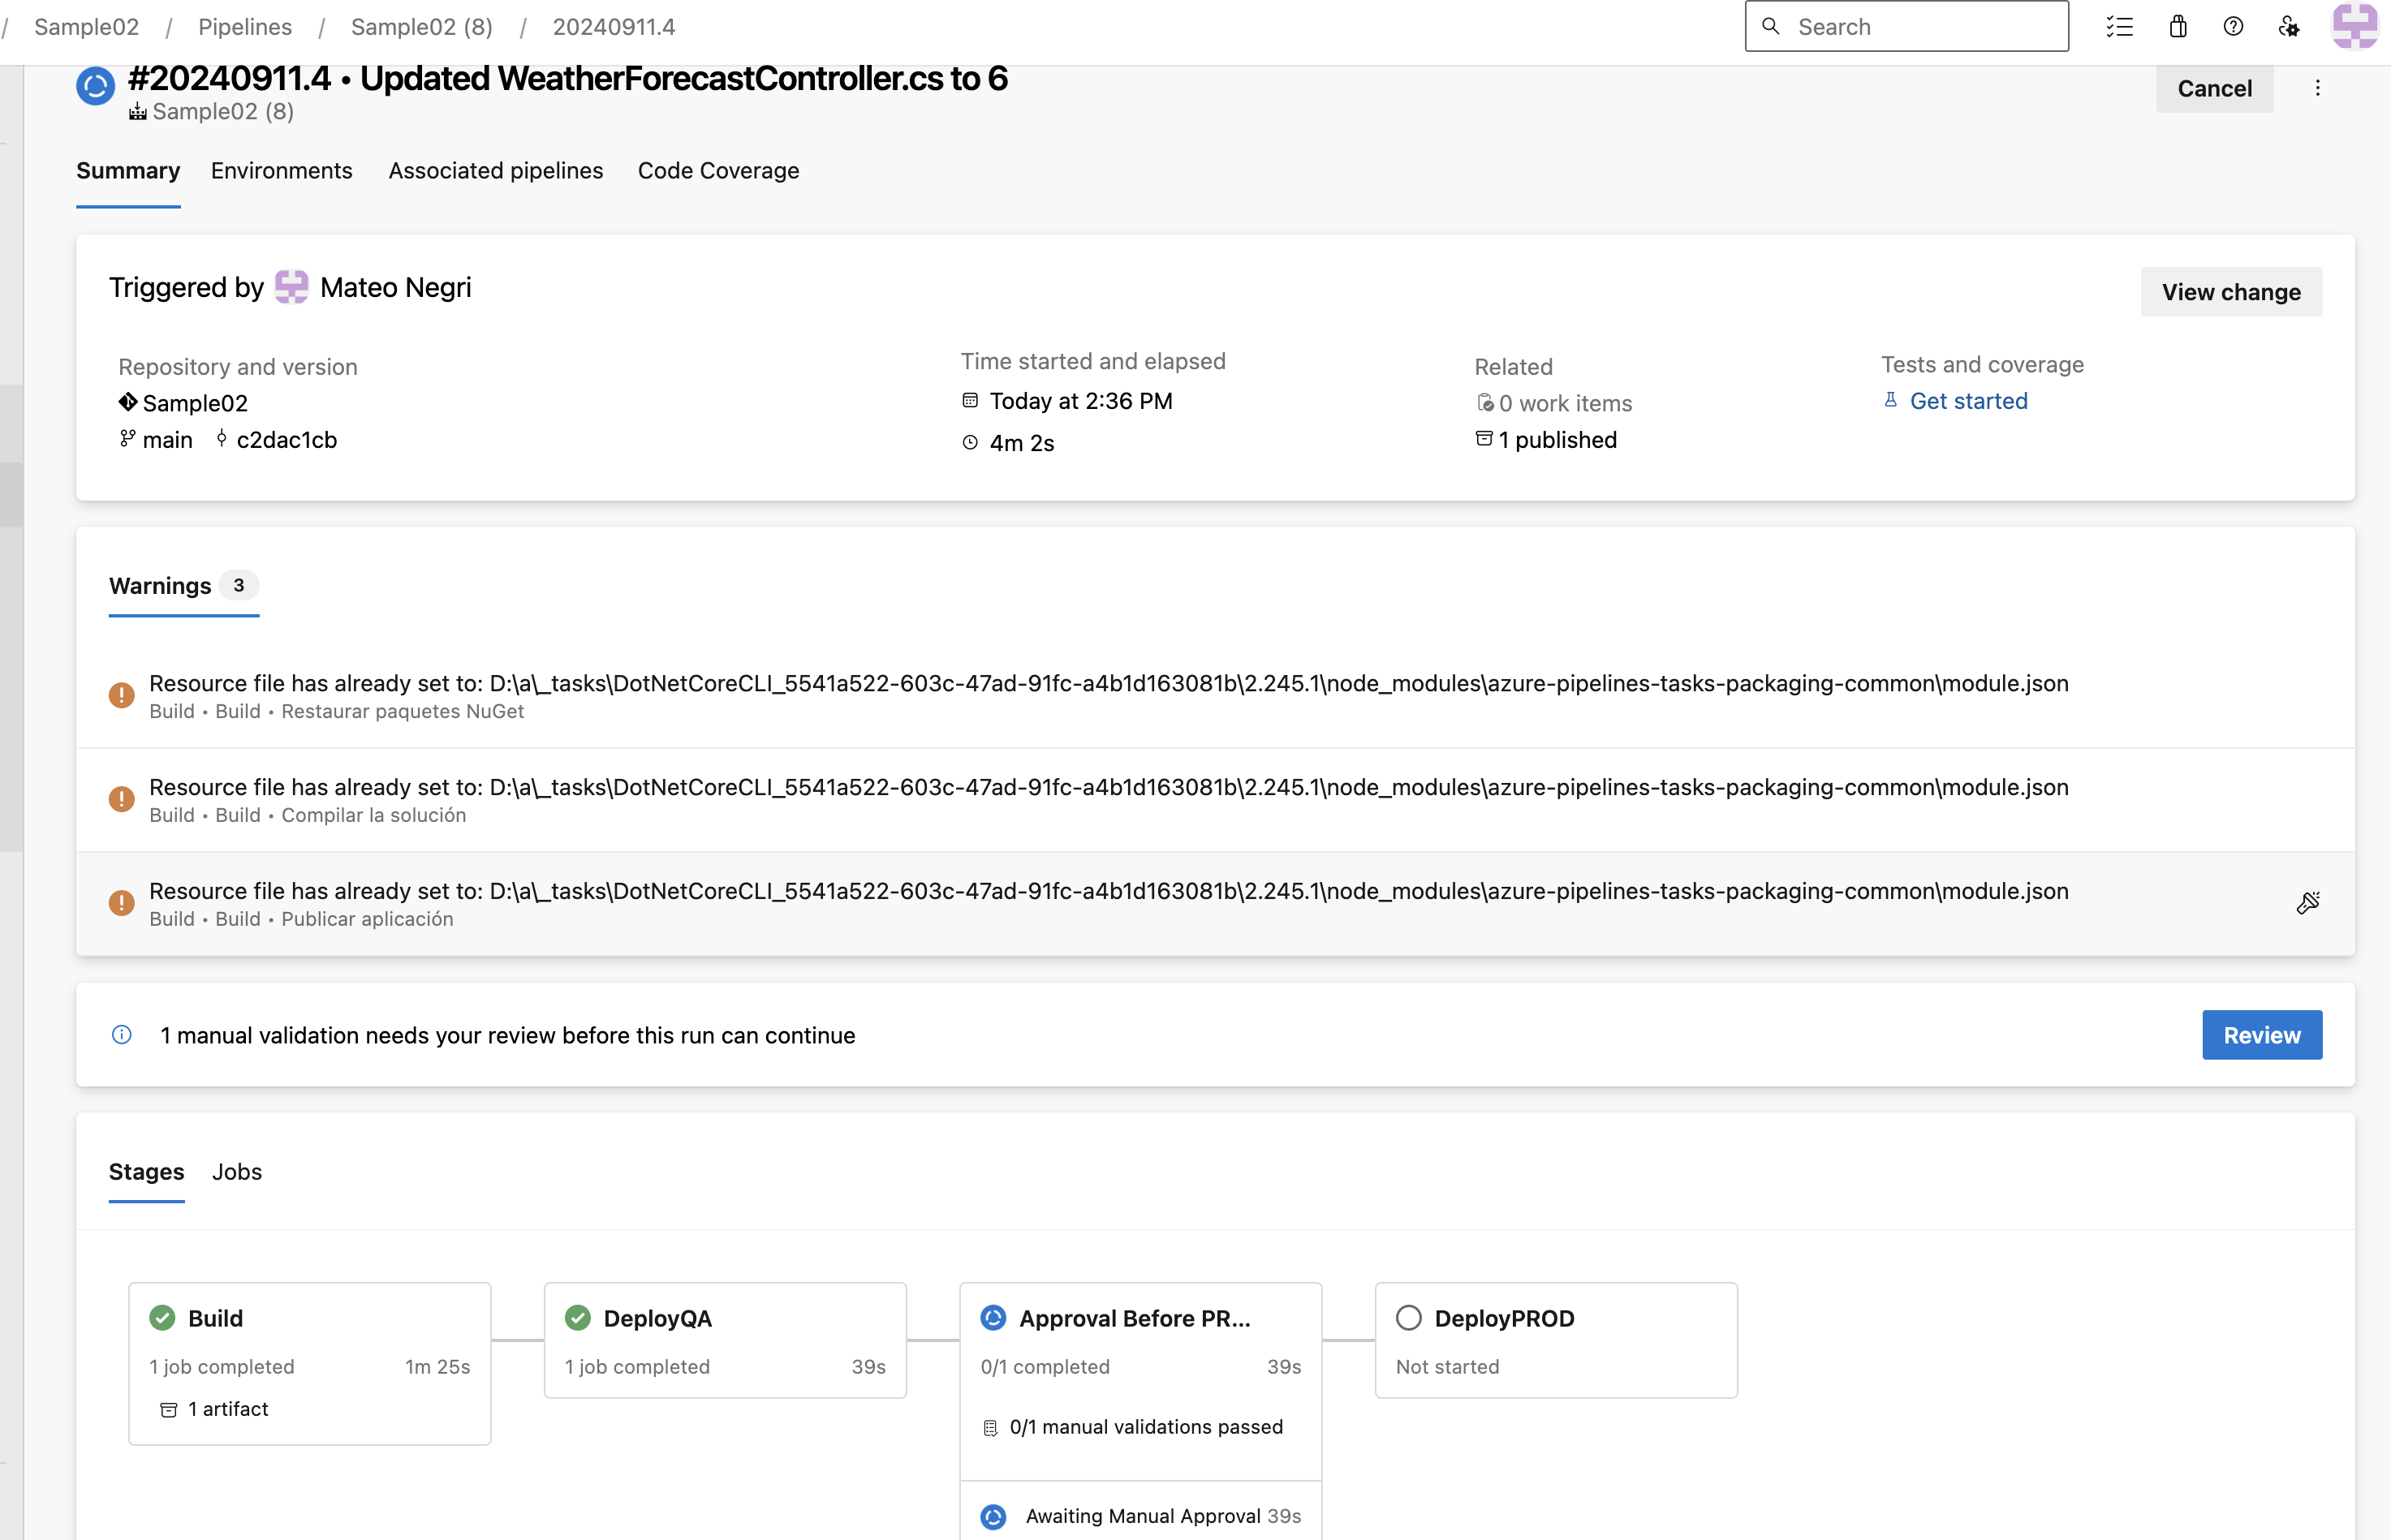 / Sample02 / Pipelines / Sample02 (8) / 20240911.4
Search
#20240911.4 • Updated WeatherForecastController.cs to 6
Sample02 (8)
Cancel
Summary Environments Associated pipelines Code Coverage
Triggered by Mateo Negri
View change
Repository and version
Sample02
main c2dac1cb
Time started and elapsed
Today at 2:36 PM
4m 2s
Related
0 work items
1 published
Tests and coverage
Get started
Warnings 3
Resource file has already set to: D:\a\_tasks\DotNetCoreCLI_5541a522-603c-47ad-91fc-a4b1d163081b\2.245.1\node_modules\azure-pipelines-tasks-packaging-common\module.json
Build • Build • Restaurar paquetes NuGet
Resource file has already set to: D:\a\_tasks\DotNetCoreCLI_5541a522-603c-47ad-91fc-a4b1d163081b\2.245.1\node_modules\azure-pipelines-tasks-packaging-common\module.json
Build • Build • Compilar la solución
Resource file has already set to: D:\a\_tasks\DotNetCoreCLI_5541a522-603c-47ad-91fc-a4b1d163081b\2.245.1\node_modules\azure-pipelines-tasks-packaging-common\module.json
Build • Build • Publicar aplicación
1 manual validation needs your review before this run can continue
Review
Stages Jobs
Build
1 job completed 1m 25s
1 artifact
DeployQA
1 job completed 39s
Approval Before PR...
0/1 completed 39s
0/1 manual validations passed
Awaiting Manual Approval 39s
DeployPROD
Not started